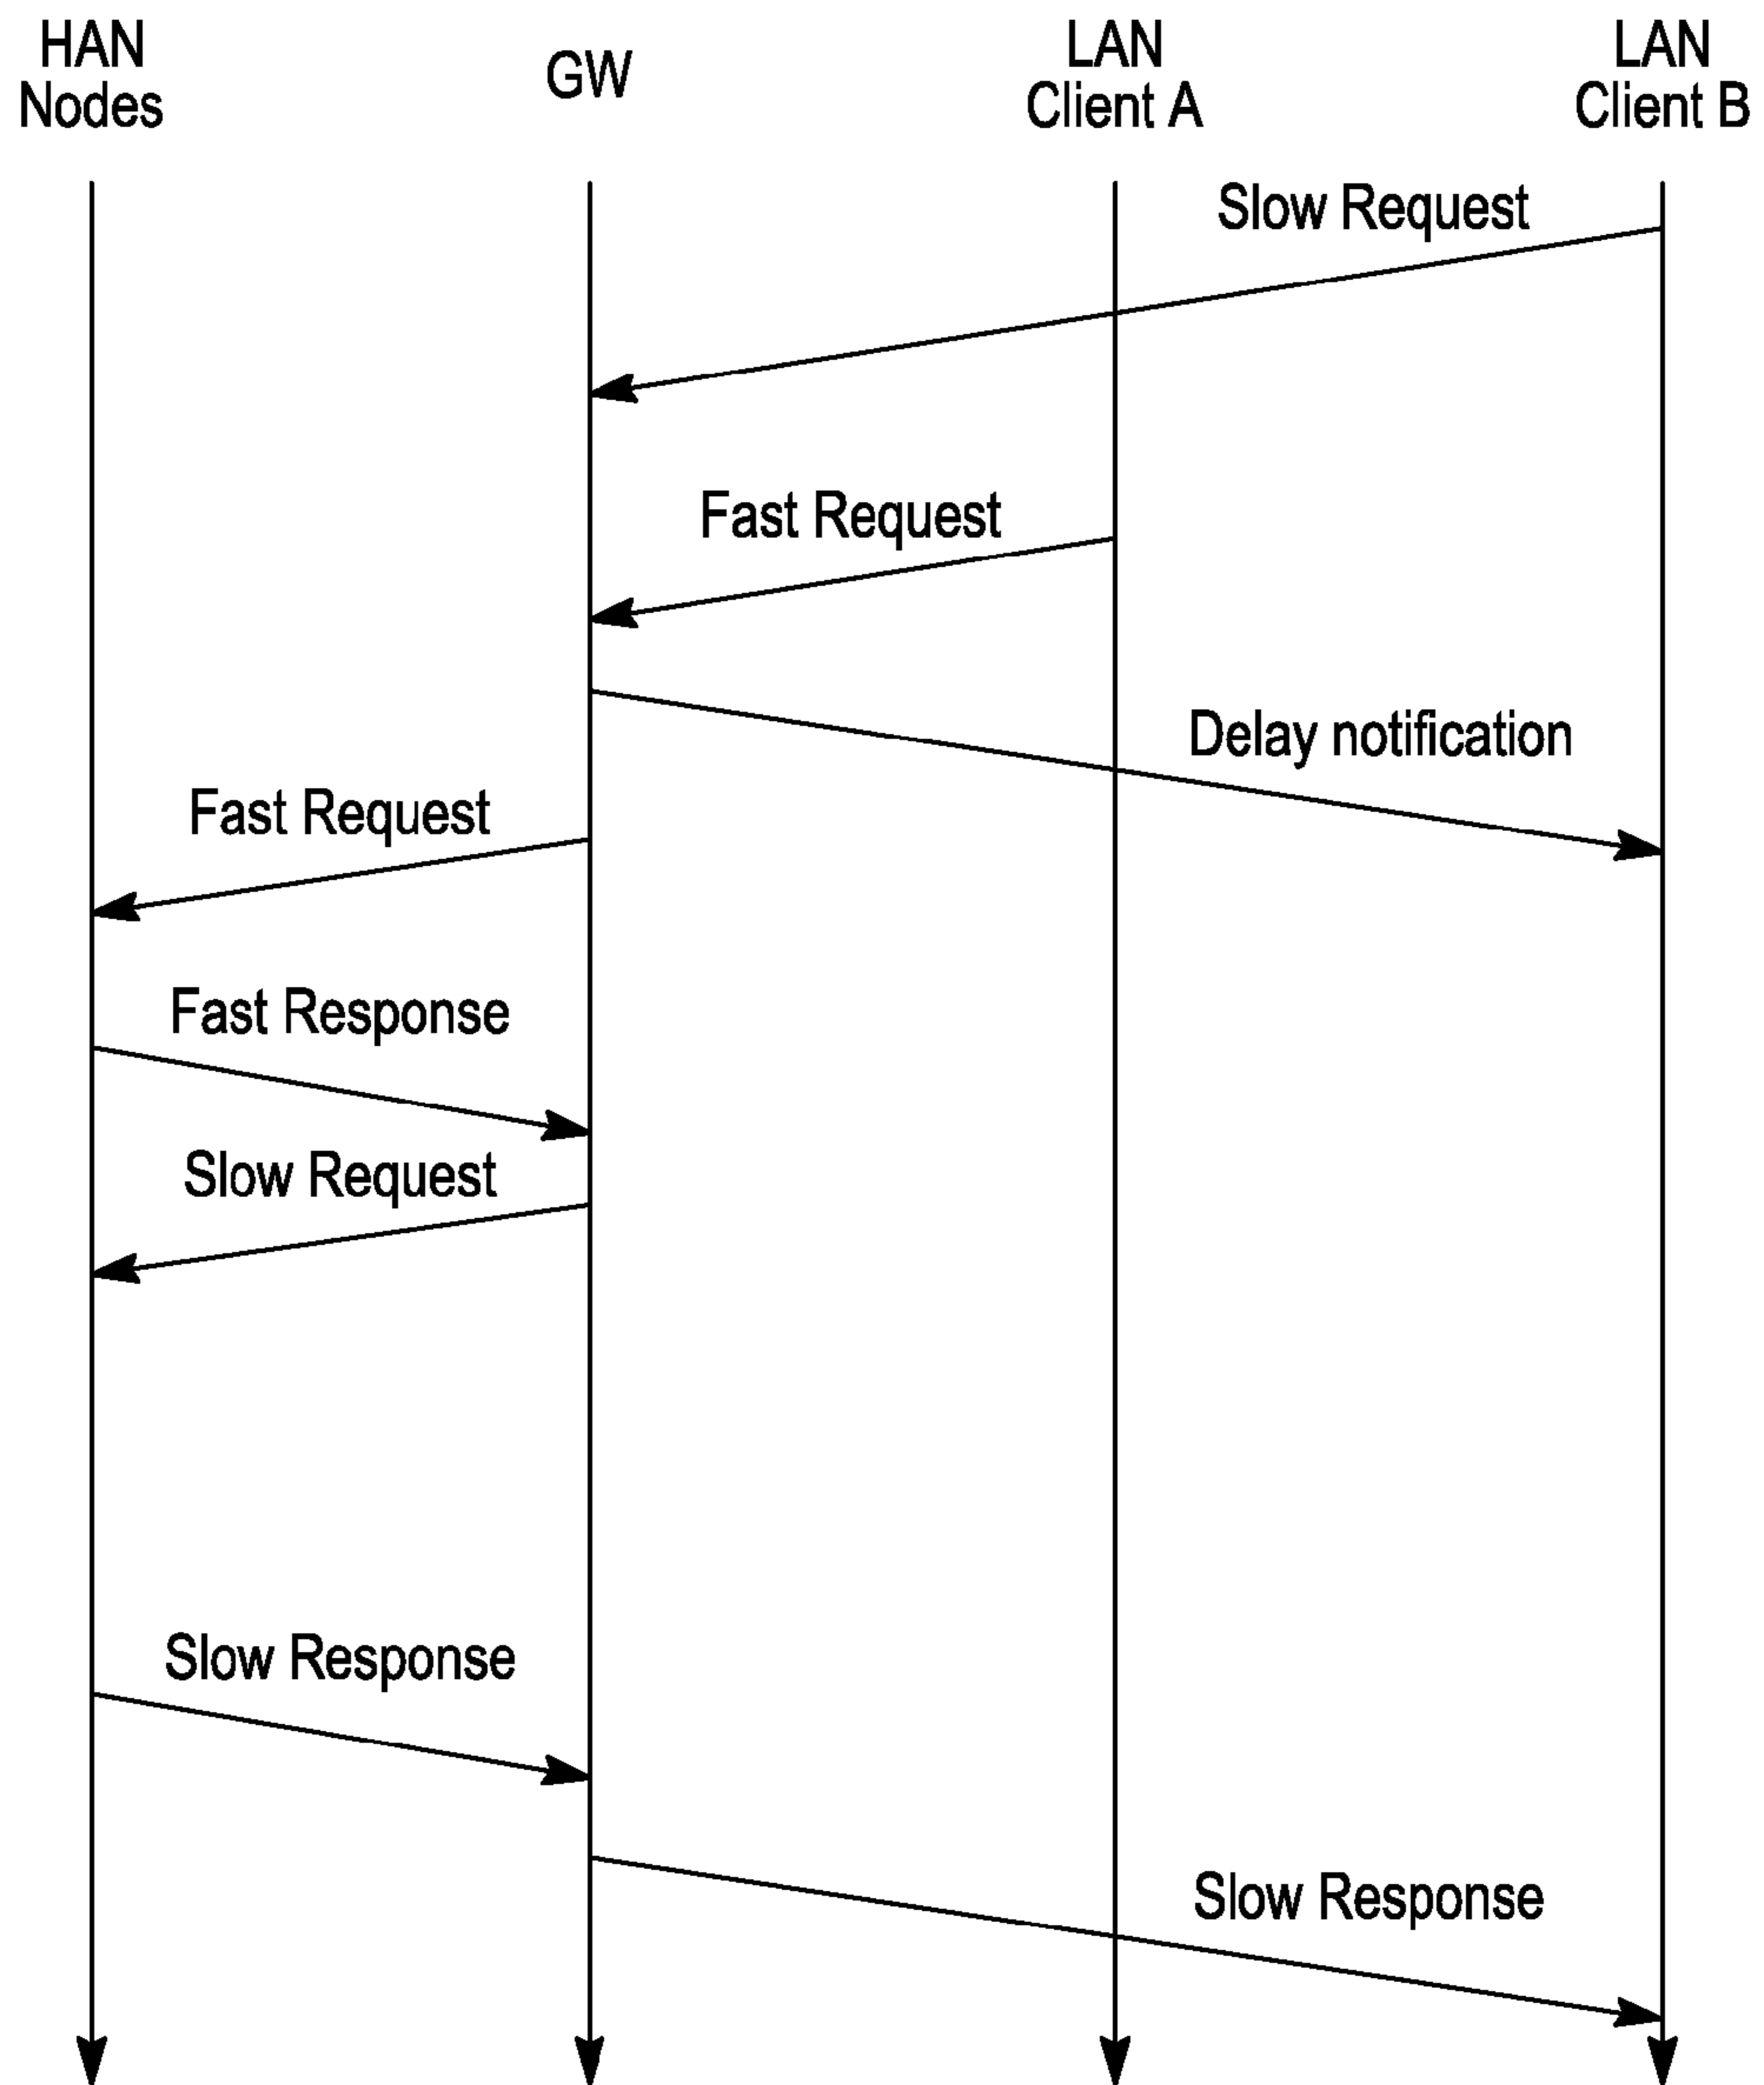 HAN
Nodes
GW
LAN
Client A
LAN
Client B
Slow Request
Fast Request
Delay notification
Fast Request
Fast Response
Slow Request
Slow Response
Slow Response